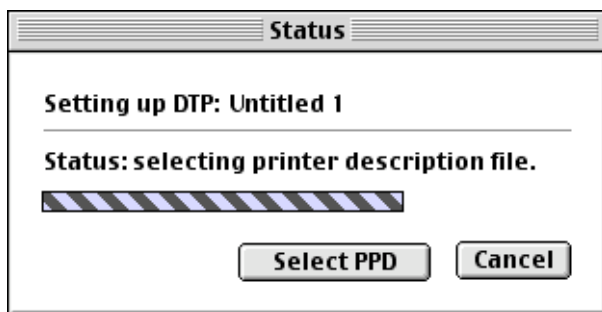 Status
Setting up DTP: Untitled 1
Status: selecting printer description file.
Select PPD
Cancel